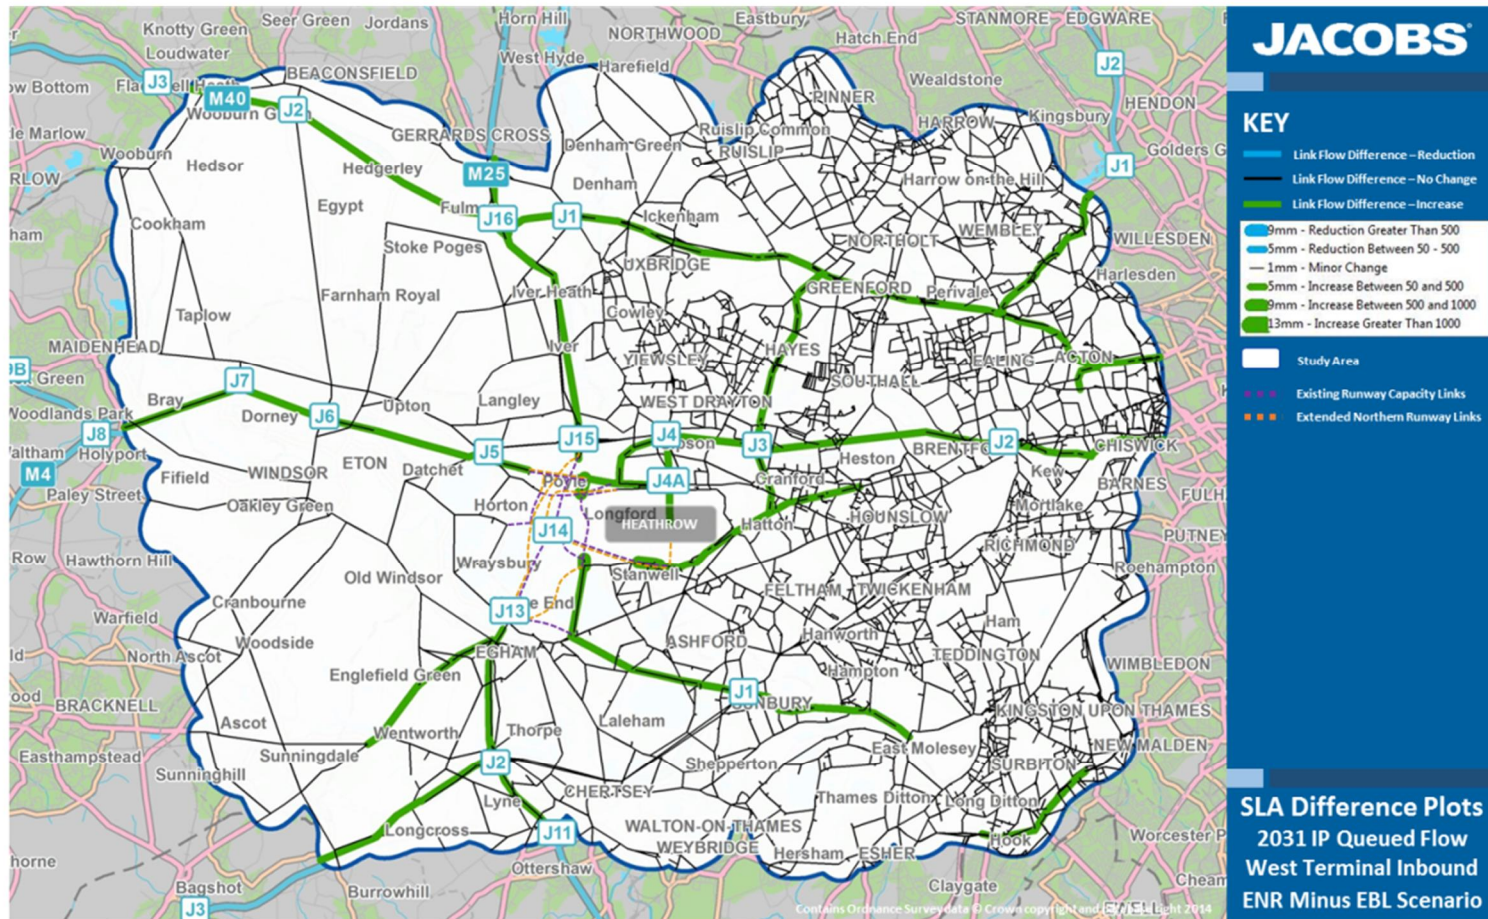 Horn Hill
Eastbury
STANMORE
EDGWARE
Seer Green
Jordans
Knotty Green
NORTHWOOD
Hatch End
Loudwater
West Hyde
Harefield
J2
J3
BEACONSFIELD
Wealdstone
M40
J2
PINNER
HENDON
Wooburn
GERRARDS CROSS
Ruislip Common
HARROW
Kingsbury
Denham Green
RUISLIP
Golders G
Hedsor
Hedgerley
M25
Denham
Harrow on the Hill
J1
Egypt
J16
J1
Ickenham
Cookham
Stoke Poges
NORTHOLT
WEMBLEY
WILLESDEN
UXBRIDGE
Harlesden
Farnham Royal
Iver Heath
GREENFORD
Perivale
Taplow
Cowley
MAIDENHEAD
Iver
YIEWSLEY
HAYES
EALING
ACTON
J7
SOUTHALL
Bray
Dorney
J6
Upton
Langley
WEST DRAYTON
Woodlands Park
J8
Holyport
J15
J4
J3
J2
BRENTFO
CHISWICK
M4
Fifield
WINDSOR
ETON
Datchet
J5
Heston
Kew
Paley Street
Poyle
J4A
Cranford
BARNES
Oakley Green
Horton
Longford
HEATHROW
Hatton
HOUNSLOW
Mortlake
FULH
J14
RICHMOND
PUTNEY
Row
Hawthorn Hill
Wraysbury
Stanwell
Roehampton
Old Windsor
FELTHAM
TWICKENHAM
Cranbourne
J13
e End
Warfield
Woodside
ASHFORD
Hanworth
Ham
North Ascot
EGHAM
TEDDINGTON
WIMBLEDON
Englefield Green
Hampton
BRACKNELL
J1
Ascot
Wentworth
Thorpe
Laleham
KINGSTON UPON THAMES
Easthampstead
Sunningdale
East Molesey
NEW MALDEN
Sunninghill
J2
Shepperton
SURBITON
CHERTSEY
Lyne
Thames Ditton
Long Ditton
Longcross
J11
WALTON-ON-THAMES
Hook
Worcester P
WEYBRIDGE
Hersham
ESHER
Ottershaw
Bagshot
Burrowhill
Claygate
Cheam
J3
Contains Ordnance Survey data © Crown copyright and
light 2014
JACOBS®
KEY
Link Flow Difference – Reduction
Link Flow Difference – No Change
Link Flow Difference – Increase
9mm - Reduction Greater Than 500
5mm - Reduction Between 50 - 500
1mm - Minor Change
5mm - Increase Between 50 and 500
9mm - Increase Between 500 and 1000
13mm - Increase Greater Than 1000
Study Area
Existing Runway Capacity Links
Extended Northern Runway Links
SLA Difference Plots
2031 IP Queued Flow
West Terminal Inbound
ENR Minus EBL Scenario